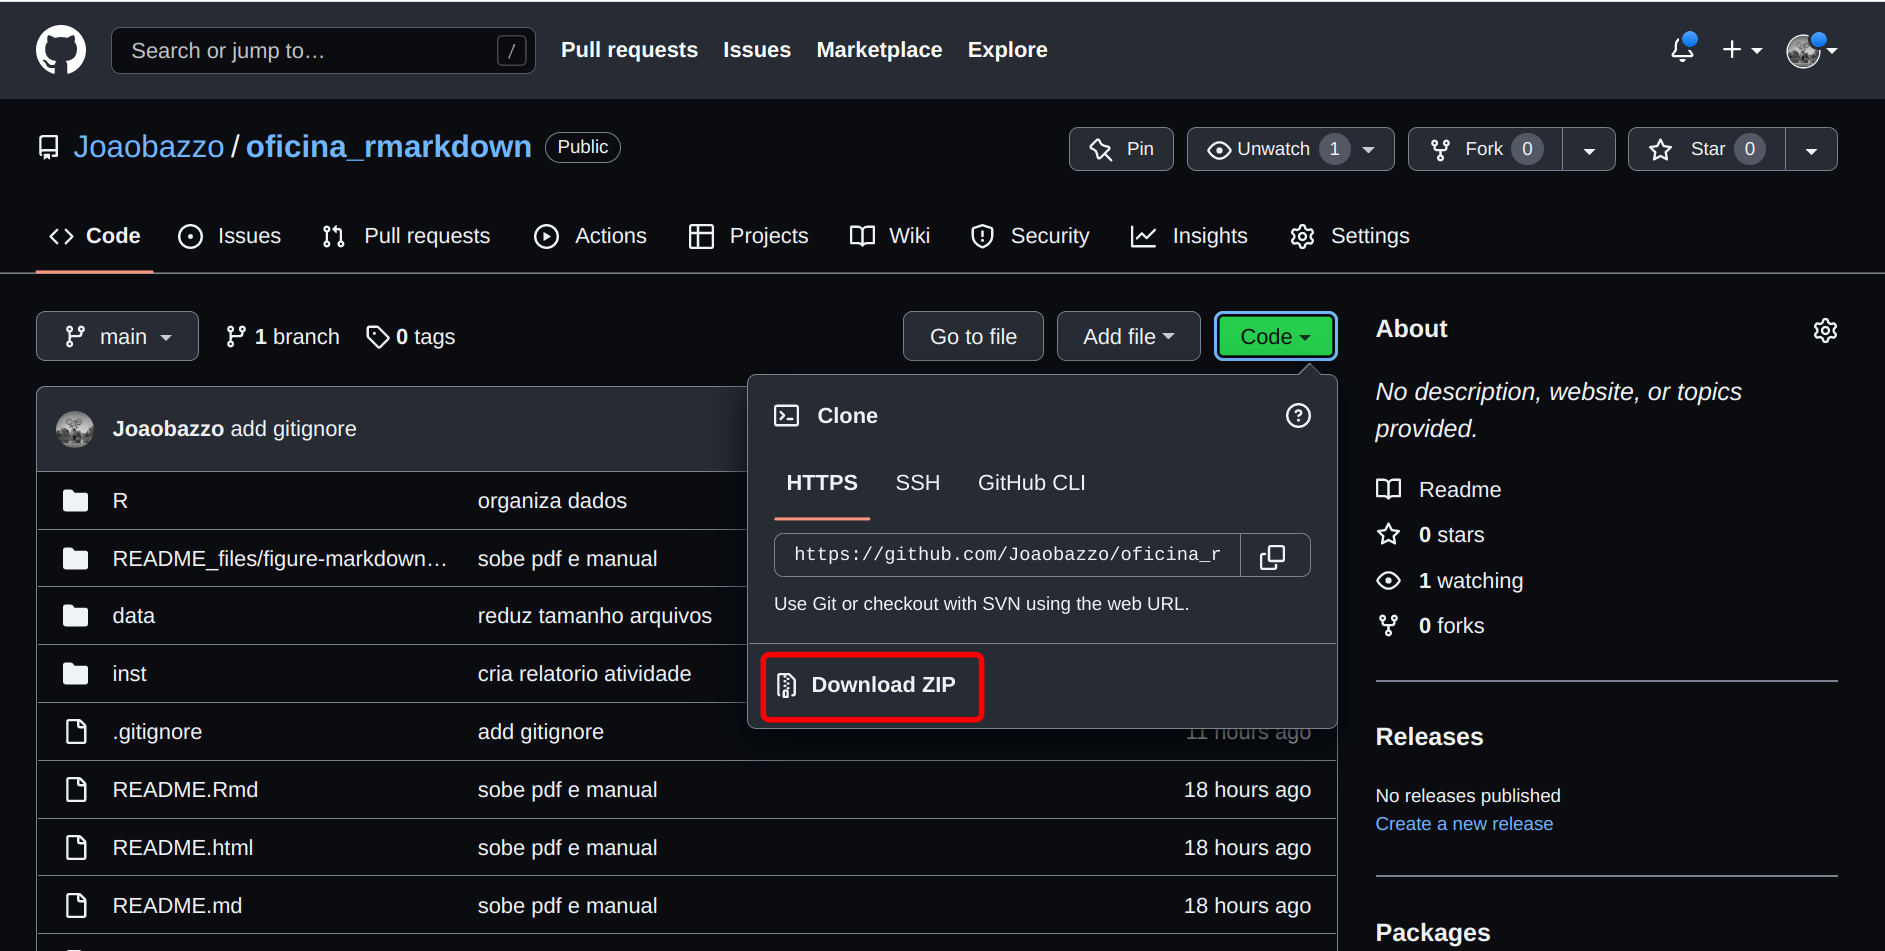 Search or jump to… /
Pull requests Issues Marketplace Explore
Joaobazzo / oficina_rmarkdown Public
Pin Unwatch 1 Fork 0 Star 0
Code Issues Pull requests Actions Projects Wiki Security Insights Settings
main 1 branch 0 tags Go to file Add file Code
Joaobazzo add gitignore
R organiza dados
README_files/figure-markdown… sobe pdf e manual
data reduz tamanho arquivos
inst cria relatorio atividade
.gitignore add gitignore 11 hours ago
README.Rmd sobe pdf e manual 18 hours ago
README.html sobe pdf e manual 18 hours ago
README.md sobe pdf e manual 18 hours ago
Clone
HTTPS SSH GitHub CLI
https://github.com/Joaobazzo/oficina_r
Use Git or checkout with SVN using the web URL.
Download ZIP
About
No description, website, or topics
provided.
Readme
0 stars
1 watching
0 forks
Releases
No releases published
Create a new release
Packages